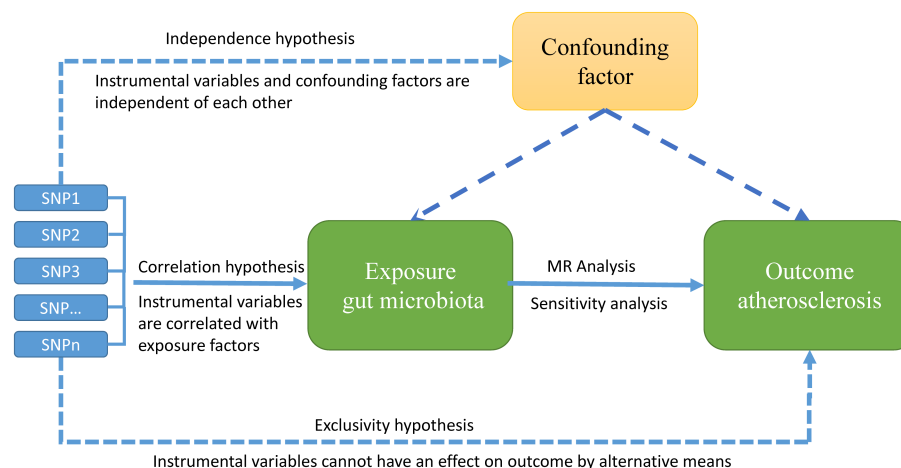 Independence hypothesis
Confounding
factor
Instrumental variables and confounding factors are
independent of each other
SNP1
SNP2
SNP3
SNP...
SNPn
Correlation hypothesis
Instrumental variables
are correlated with
exposure factors
Exposure
gut microbiota
MR Analysis
Sensitivity analysis
Outcome
atherosclerosis
Exclusivity hypothesis
Instrumental variables cannot have an effect on outcome by alternative means